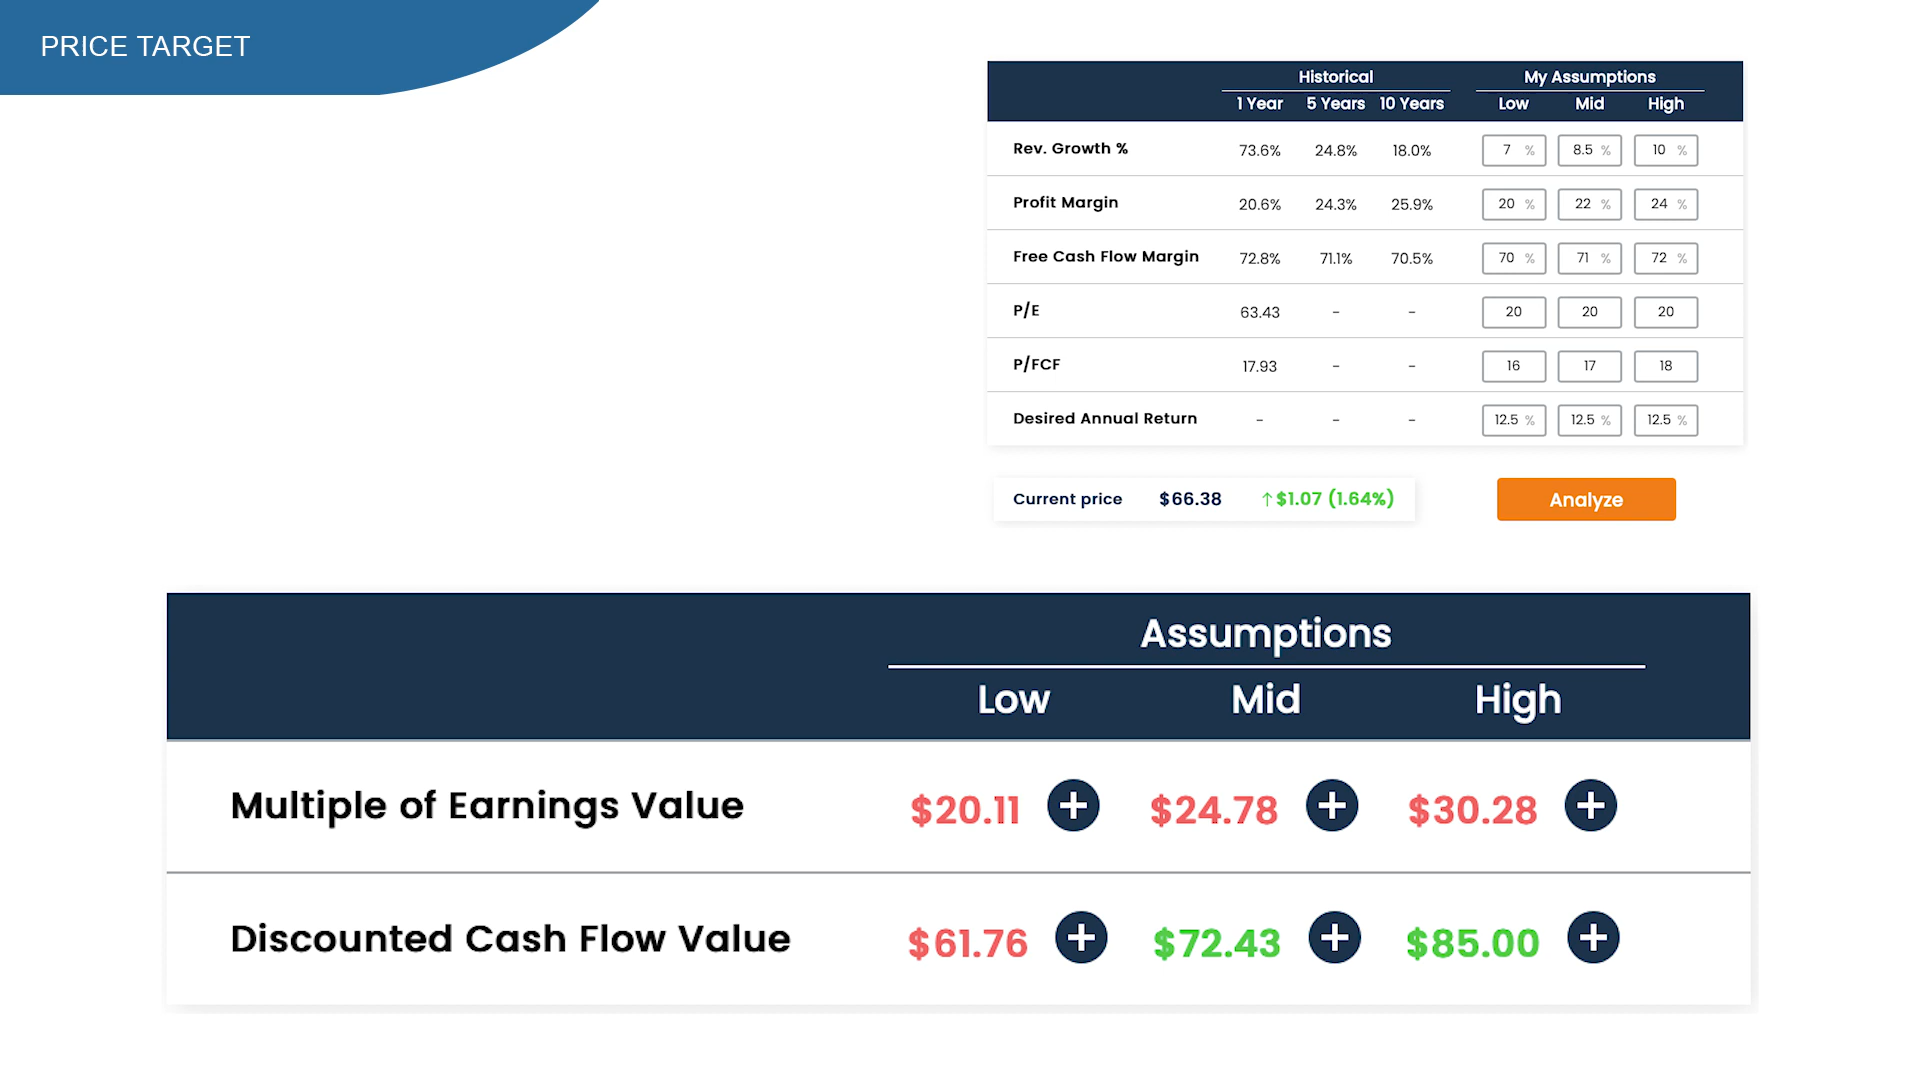 PRICE TARGET
Historical My Assumptions
1 Year 5 Years 10 Years Low Mid High
Rev. Growth % 73.6% 24.8% 18.0% 7 % 8.5 % 10 %
Profit Margin 20.6% 24.3% 25.9% 20 % 22 % 24 %
Free Cash Flow Margin 72.8% 71.1% 70.5% 70 % 71 % 72 %
P/E 63.43 - - 20 20 20
P/FCF 17.93 - - 16 17 18
Desired Annual Return - - - 12.5 % 12.5 % 12.5 %
Current price $66.38 ↑$1.07 (1.64%) Analyze
Assumptions
Low Mid High
Multiple of Earnings Value $20.11 + $24.78 + $30.28 +
Discounted Cash Flow Value $61.76 + $72.43 + $85.00 +